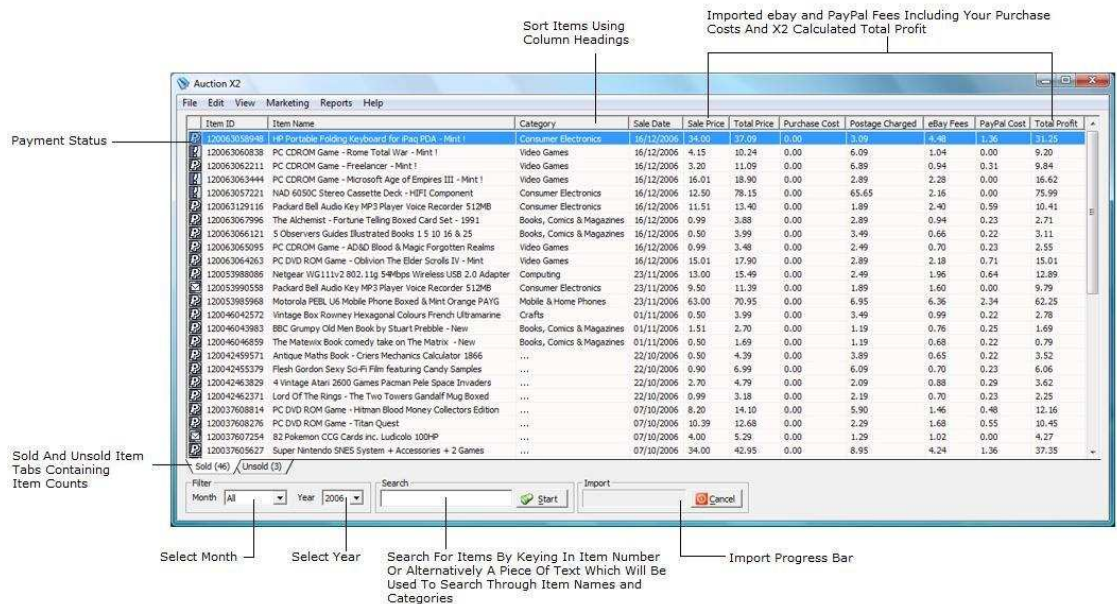 Sort Items Using
Column Headings
Imported ebay and PayPal Fees Including Your Purchase
Costs And X2 Calculated Total Profit
Auction X2
File Edit View Marketing Reports Help
Item ID Item Name Category Sale Date Sale Price Total Price Purchase Cost Postage Charged eBay Fees PayPal Cost Total Profit
Payment Status
120063058948 HP Portable Folding Keyboard for iPaq PDA - Mint ! Consumer Electronics 16/12/2006 34.00 37.09 0.00 3.09 4.48 1.36 31.25
120063060838 PC CDROM Game - Rome Total War - Mint ! Video Games 16/12/2006 4.15 10.24 0.00 6.09 1.04 0.00 9.20
120063062211 PC CDROM Game - Freelancer - Mint ! Video Games 16/12/2006 3.20 11.09 0.00 6.89 0.94 0.31 9.84
120063063444 PC CDROM Game - Microsoft Age of Empires III - Mint ! Video Games 16/12/2006 16.01 18.90 0.00 2.89 2.28 0.00 16.62
120063057221 NAD 6050C Stereo Cassette Deck - HIFI Component Consumer Electronics 16/12/2006 12.50 78.15 0.00 65.65 2.16 0.00 75.99
120063129116 Packard Bell Audio Key MP3 Player Voice Recorder 512MB Consumer Electronics 16/12/2006 11.51 13.40 0.00 1.89 2.40 0.59 10.41
120063067996 The Alchemist - Fortune Telling Boxed Card Set - 1991 Books, Comics & Magazines 16/12/2006 0.99 3.88 0.00 2.89 0.94 0.23 2.71
120063066121 5 Observers Guides Illustrated Books 1 5 10 16 & 25 Books, Comics & Magazines 16/12/2006 0.50 3.99 0.00 3.49 0.66 0.22 3.11
120063065095 PC CDROM Game - AD&D Blood & Magic Forgotten Realms Video Games 16/12/2006 0.99 3.48 0.00 2.49 0.70 0.23 2.55
120063064263 PC DVD ROM Game - Oblivion The Elder Scrolls IV - Mint Video Games 16/12/2006 15.01 17.90 0.00 2.89 2.18 0.71 15.01
120053988086 Netgear WG111v2 802.11g 54Mbps Wireless USB 2.0 Adapter Computing 23/11/2006 13.00 15.49 0.00 2.49 1.96 0.64 12.89
120053990558 Packard Bell Audio Key MP3 Player Voice Recorder 512MB Consumer Electronics 23/11/2006 9.50 11.39 0.00 1.89 1.60 0.00 9.79
120053985968 Motorola PEBL U6 Mobile Phone Boxed & Mint Orange PAYG Mobile & Home Phones 23/11/2006 63.00 70.95 0.00 6.95 6.36 2.34 62.25
120046042572 Vintage Box Rowney Hexagonal Colours French Ultramarine Crafts 01/11/2006 0.50 3.99 0.00 3.49 0.99 0.22 2.78
120046043983 BBC Grumpy Old Men Book by Stuart Prebble - New Books, Comics & Magazines 01/11/2006 1.51 2.70 0.00 1.19 0.76 0.25 1.69
120046046859 The Matewix Book comedy take on The Matrix - New Books, Comics & Magazines 01/11/2006 0.50 1.69 0.00 1.19 0.68 0.22 0.79
120042459571 Antique Maths Book - Criers Mechanics Calculator 1866 ... 22/10/2006 0.50 4.39 0.00 3.89 0.65 0.22 3.52
120042455379 Flesh Gordon Sexy Sci-Fi Film featuring Candy Samples ... 22/10/2006 0.90 6.99 0.00 6.09 0.70 0.23 6.06
120042463829 4 Vintage Atari 2600 Games Pacman Pele Space Invaders ... 22/10/2006 2.70 4.79 0.00 2.09 0.88 0.29 3.62
120042462371 Lord Of The Rings - The Two Towers Gandalf Mug Boxed ... 22/10/2006 0.99 3.18 0.00 2.19 0.70 0.23 2.25
120037608814 PC DVD ROM Game - Hitman Blood Money Collectors Edition ... 07/10/2006 8.20 14.10 0.00 5.90 1.46 0.48 12.16
120037608276 PC DVD ROM Game - Titan Quest ... 07/10/2006 10.39 12.68 0.00 2.29 1.68 0.55 10.45
120037607254 82 Pokemon CCG Cards inc. Ludicolo 100HP ... 07/10/2006 4.00 5.29 0.00 1.29 1.02 0.00 4.27
120037605627 Super Nintendo SNES System + Accessories + 2 Games ... 07/10/2006 34.00 42.95 0.00 8.95 4.24 1.36 37.35
Sold And Unsold Item
Tabs Containing
Item Counts
Sold (46) Unsold (3)
Filter Search Import
Month All Year 2006 Start Cancel
Select Month
Select Year
Search For Items By Keying In Item Number
Or Alternatively A Piece Of Text Which Will Be
Used To Search Through Item Names and
Categories
Import Progress Bar